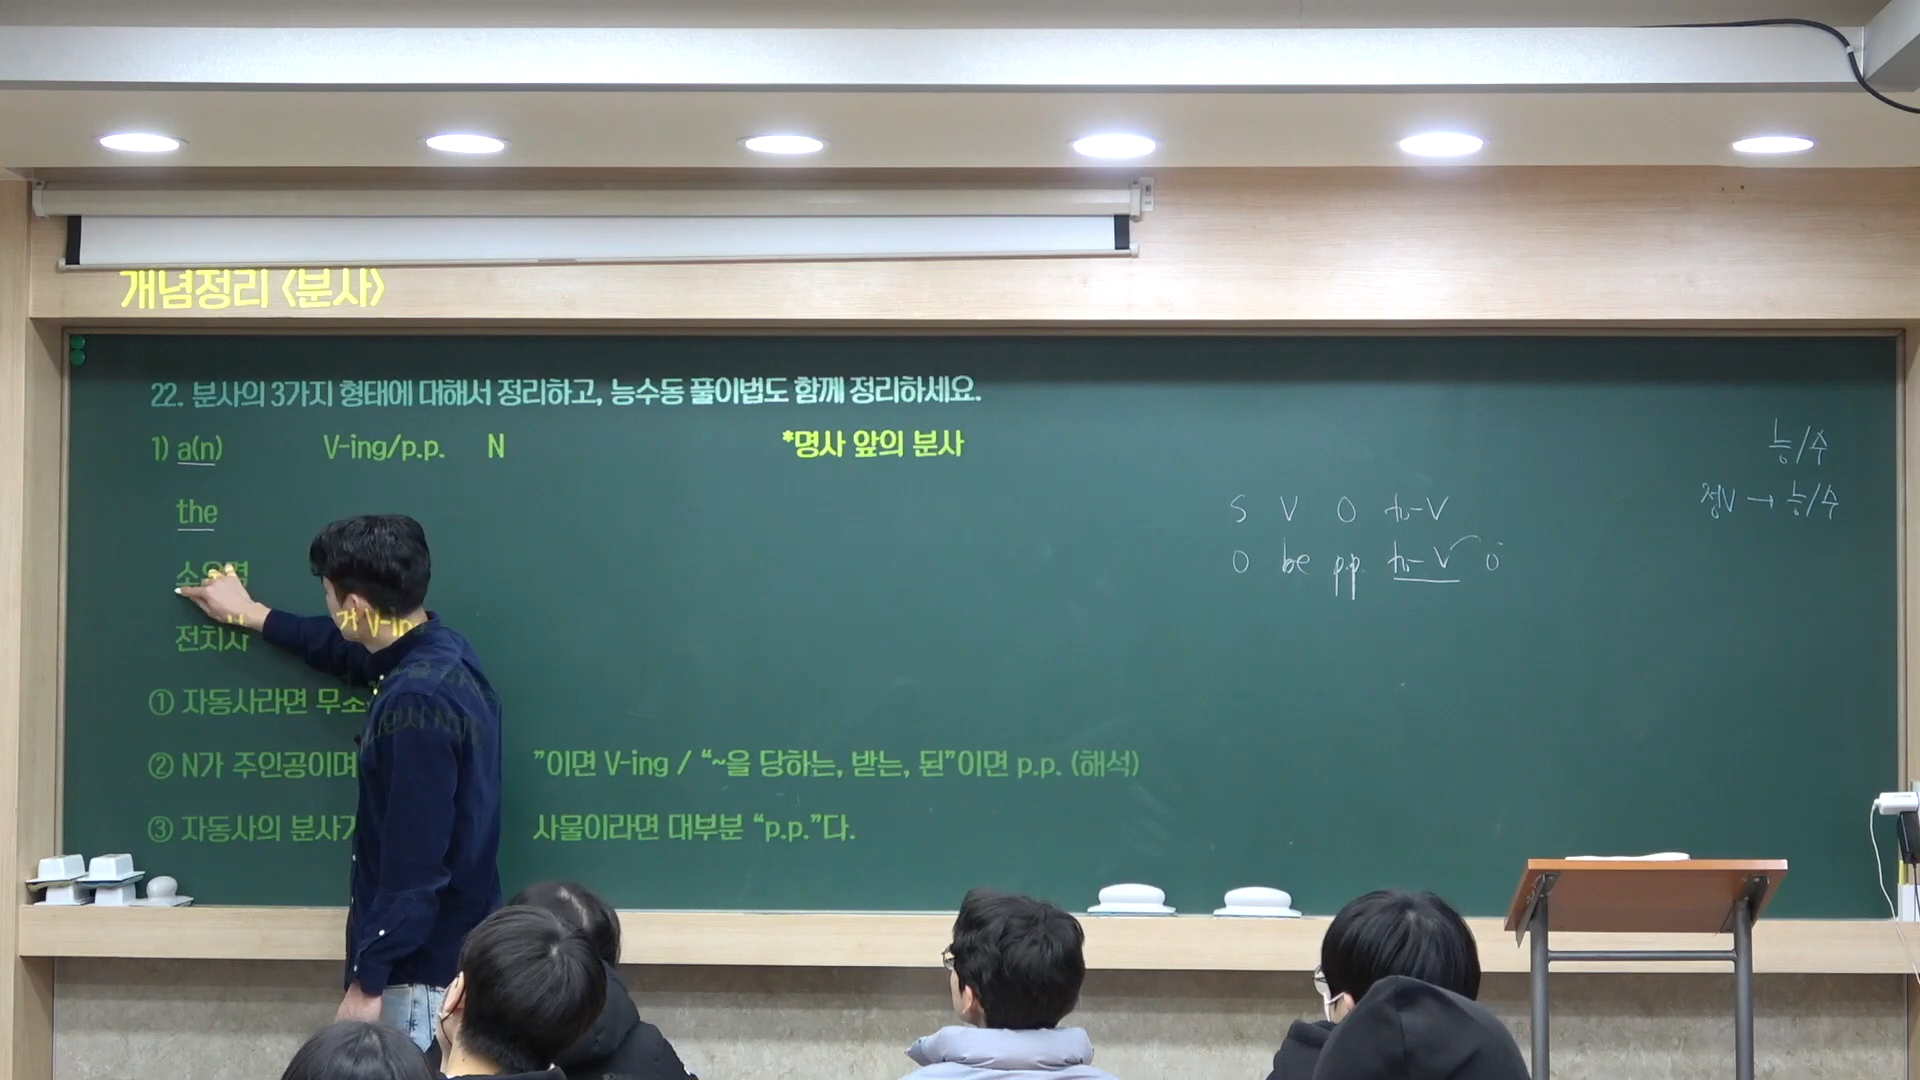 개념정리 <분사>
22. 분사의 3가지 형태에 대해서 정리하고, 능수동 풀이법도 함께 정리하세요.
1) a(n) V-ing/p.p. N *명사 앞의 분사
the
전치사
① 자동사라면 무조
② N가 주인공이며 ”이면 V-ing / “~을 당하는, 받는, 된”이면 p.p. (해석)
③ 자동사의 분사가 사물이라면 대부분 “p.p.”다.
S V O to-V
O be p.p. to-V O
능/수
정V → 능/수